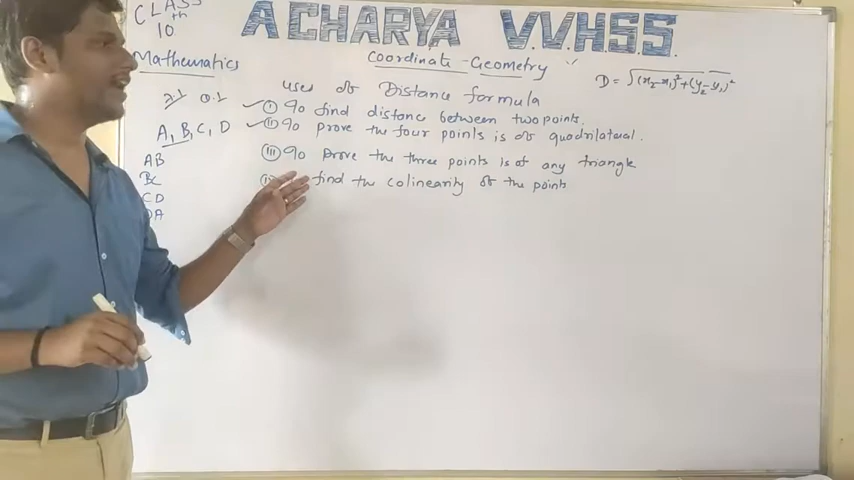 CLASS
10th
ACHARYA V.V.H.S.S.
Mathematics
Coordinate - Geometry
D = √(x₂-x₁)²+(y₂-y₁)²
uses of Distance formula
(i) To find distance between two points.
A, B, C, D
(ii) To prove the four points is of quadrilateral.
AB
(iii) To Prove the three points is of any triangle
BC
find the colinearity of the points
CD
DA